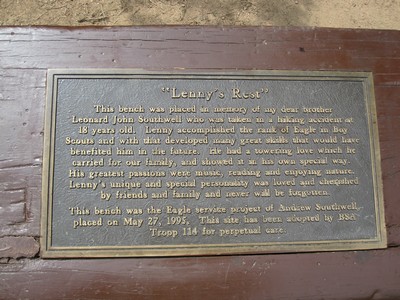 "Lenny's Rest"
This bench was placed in memory of my dear brother
Leonard John Southwell who was taken in a hiking accident at
18 years old. Lenny accomplished the rank of Eagle in Boy
Scouts and with that developed many great skills that would have
benefited him in the future. He had a towering love which he
carried for our family, and showed it in his own special way.
His greatest passions were music, reading and enjoying nature.
Lenny's unique and special personality was loved and cherished
by friends and family and never will be forgotten.
This bench was the Eagle service project of Andrew Southwell,
placed on May 27, 1995. This site has been adopted by BSA
Tropp 114 for perpetual care.